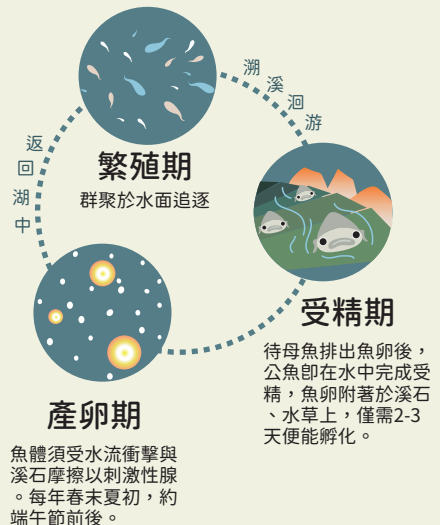 溯溪洄游
返回湖中
繁殖期
群聚於水面追逐
受精期
待母魚排出魚卵後，
公魚即在水中完成受
精，魚卵附著於溪石
、水草上，僅需2-3
天便能孵化。
產卵期
魚體須受水流衝擊與
溪石摩擦以刺激性腺
。每年春末夏初，約
端午節前後。